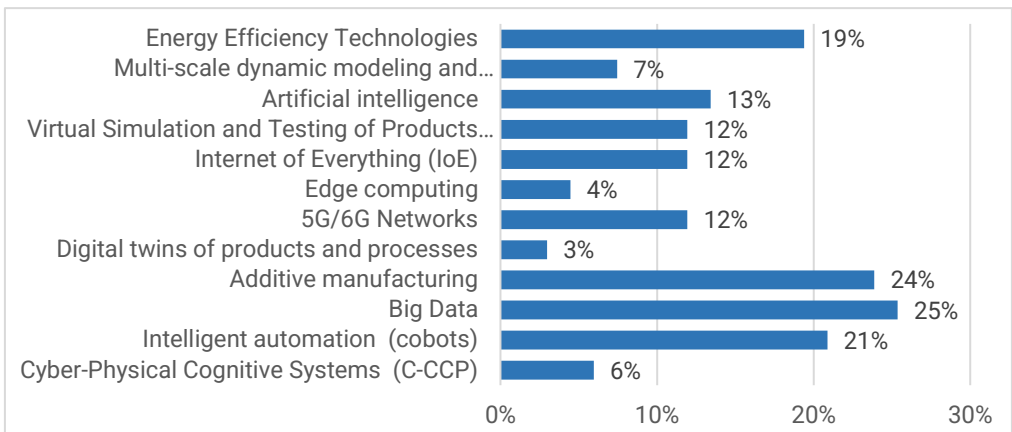 Energy Efficiency Technologies 19%
Multi-scale dynamic modeling and… 7%
Artificial intelligence 13%
Virtual Simulation and Testing of Products… 12%
Internet of Everything (IoE) 12%
Edge computing 4%
5G/6G Networks 12%
Digital twins of products and processes 3%
Additive manufacturing 24%
Big Data 25%
Intelligent automation (cobots) 21%
Cyber-Physical Cognitive Systems (C-CCP) 6%
0% 10% 20% 30%